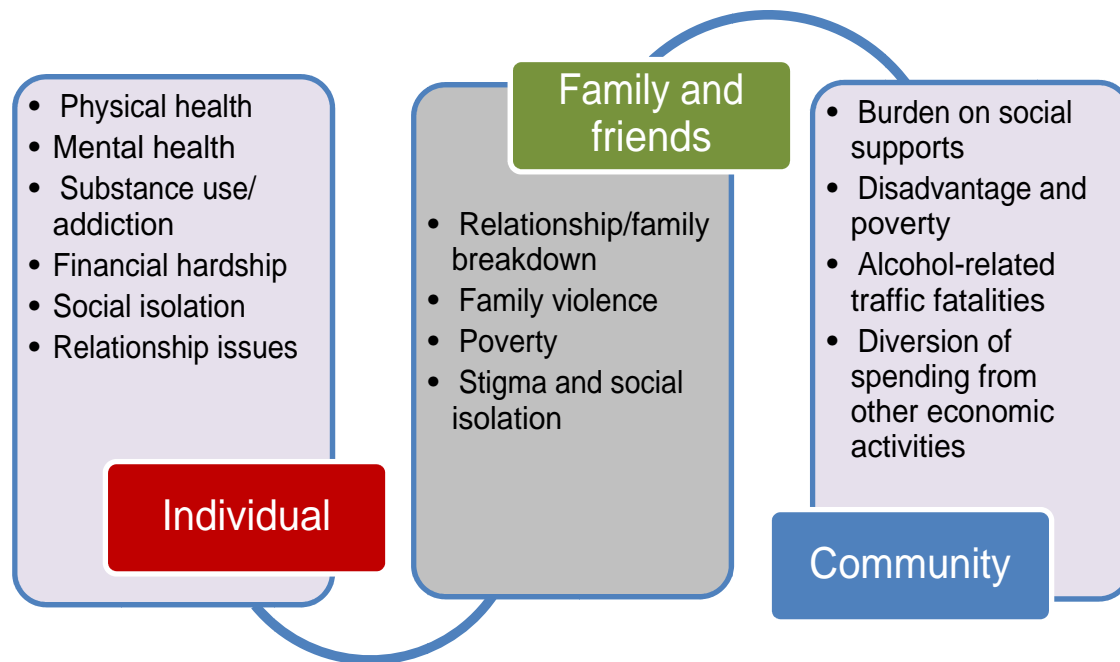 • Physical health
• Mental health
• Substance use/
addiction
• Financial hardship
• Social isolation
• Relationship issues
Individual
Family and
friends
• Relationship/family
breakdown
• Family violence
• Poverty
• Stigma and social
isolation
• Burden on social
supports
• Disadvantage and
poverty
• Alcohol-related
traffic fatalities
• Diversion of
spending from
other economic
activities
Community